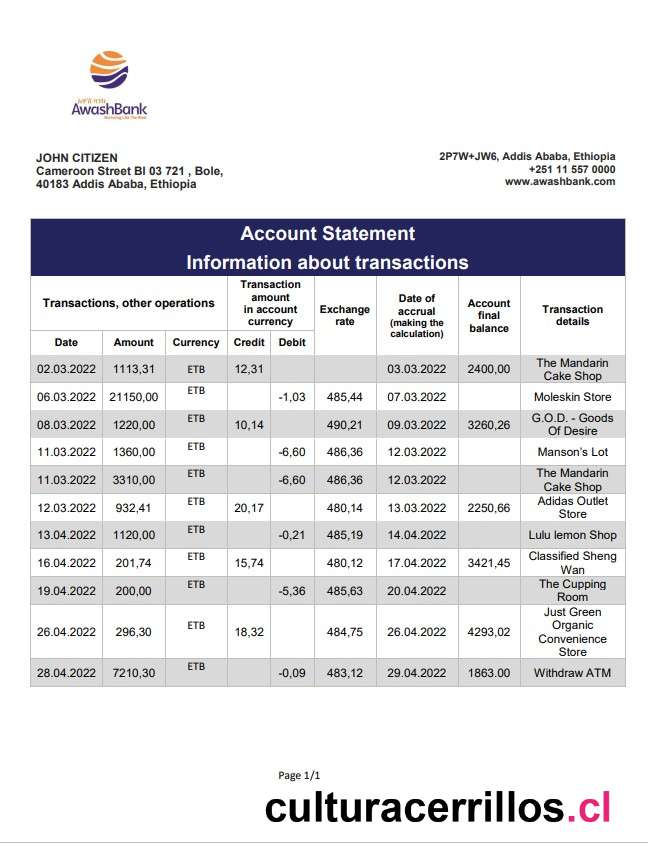 AwashBank
JOHN CITIZEN
Cameroon Street Bl 03 721 , Bole,
40183 Addis Ababa, Ethiopia
2P7W+JW6, Addis Ababa, Ethiopia
+251 11 557 0000
www.awashbank.com
Account Statement
Information about transactions
Transactions, other operations
Transaction
amount
in account
currency
Exchange
rate
Date of
accrual
(making the
calculation)
Account
final
balance
Transaction
details
Date Amount Currency Credit Debit
02.03.2022 1113,31 ETB 12,31 03.03.2022 2400,00 The Mandarin
Cake Shop
06.03.2022 21150,00 ETB -1,03 485,44 07.03.2022 Moleskin Store
08.03.2022 1220,00 ETB 10,14 490,21 09.03.2022 3260,26 G.O.D. - Goods
Of Desire
11.03.2022 1360,00 ETB -6,60 486,36 12.03.2022 Manson's Lot
11.03.2022 3310,00 ETB -6,60 486,36 12.03.2022 The Mandarin
Cake Shop
12.03.2022 932,41 ETB 20,17 480,14 13.03.2022 2250,66 Adidas Outlet
Store
13.04.2022 1120,00 ETB -0,21 485,19 14.04.2022 Lulu lemon Shop
16.04.2022 201,74 ETB 15,74 480,12 17.04.2022 3421,45 Classified Sheng
Wan
19.04.2022 200,00 ETB -5,36 485,63 20.04.2022 The Cupping
Room
26.04.2022 296,30 ETB 18,32 484,75 26.04.2022 4293,02 Just Green
Organic
Convenience
Store
28.04.2022 7210,30 ETB -0,09 483,12 29.04.2022 1863.00 Withdraw ATM
Page 1/1
culturacerrillos.cl